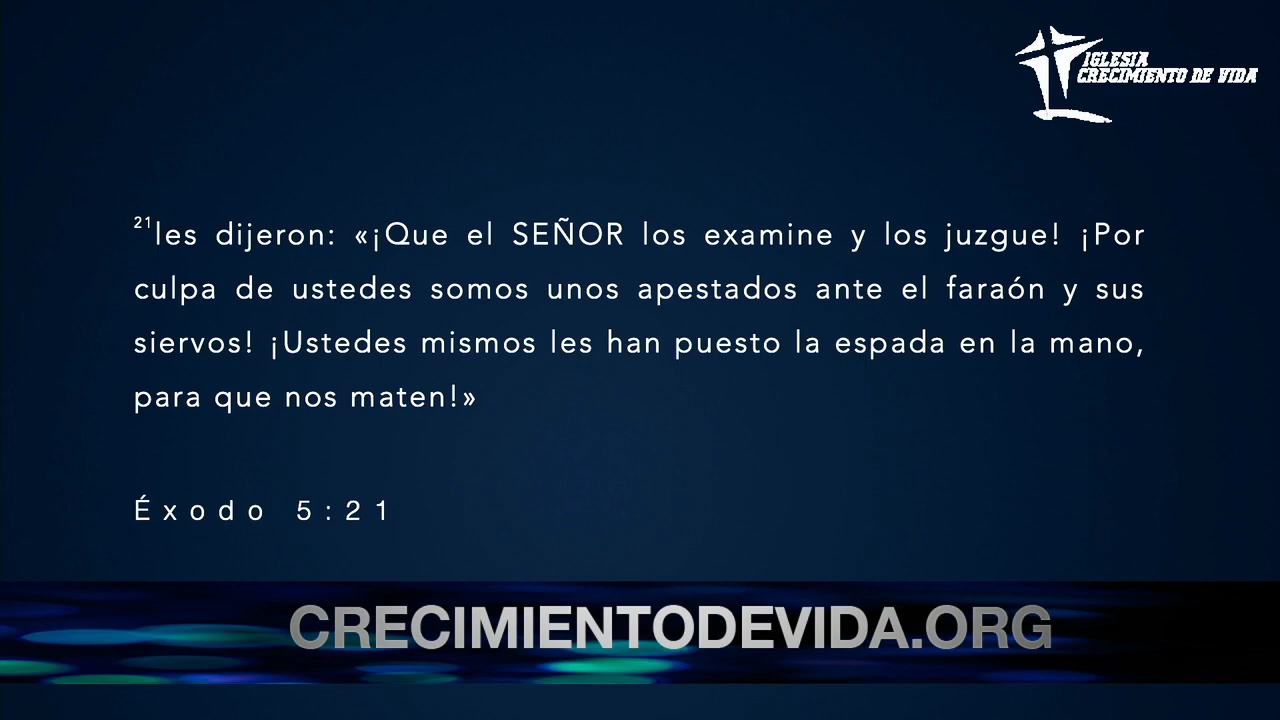 IGLESIA
CRECIMIENTO DE VIDA
21les dijeron: «¡Que el SEÑOR los examine y los juzgue! ¡Por
culpa de ustedes somos unos apestados ante el faraón y sus
siervos! ¡Ustedes mismos les han puesto la espada en la mano,
para que nos maten!»
Éxodo 5:21
CRECIMIENTODEVIDA.ORG